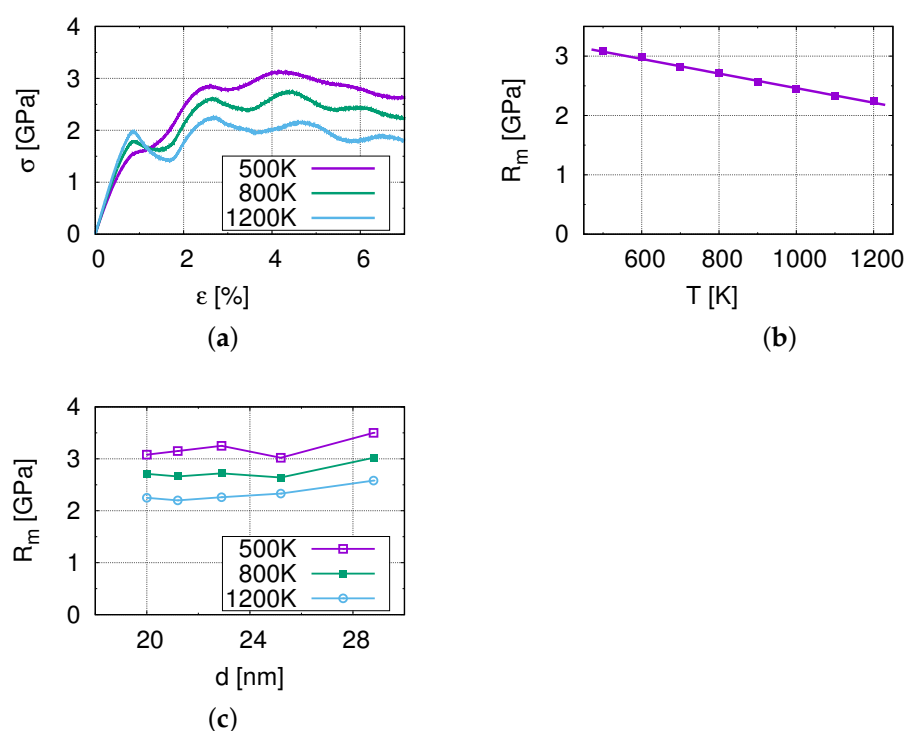 4
3
2
1
0
σ [GPa]
500K
800K
1200K
0 2 4 6
ε [%]
(a)
3
2
1
0
R_m [GPa]
600 800 1000 1200
T [K]
(b)
4
3
2
1
0
R_m [GPa]
500K
800K
1200K
20 24 28
d [nm]
(c)